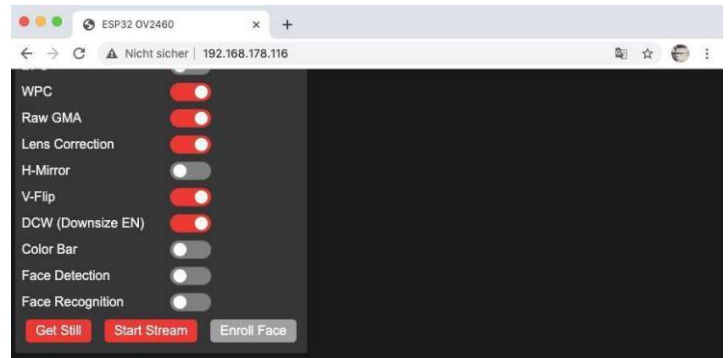 ESP32 OV2460
Nicht sicher | 192.168.178.116
WPC
Raw GMA
Lens Correction
H-Mirror
V-Flip
DCW (Downsize EN)
Color Bar
Face Detection
Face Recognition
Get Still Start Stream Enroll Face